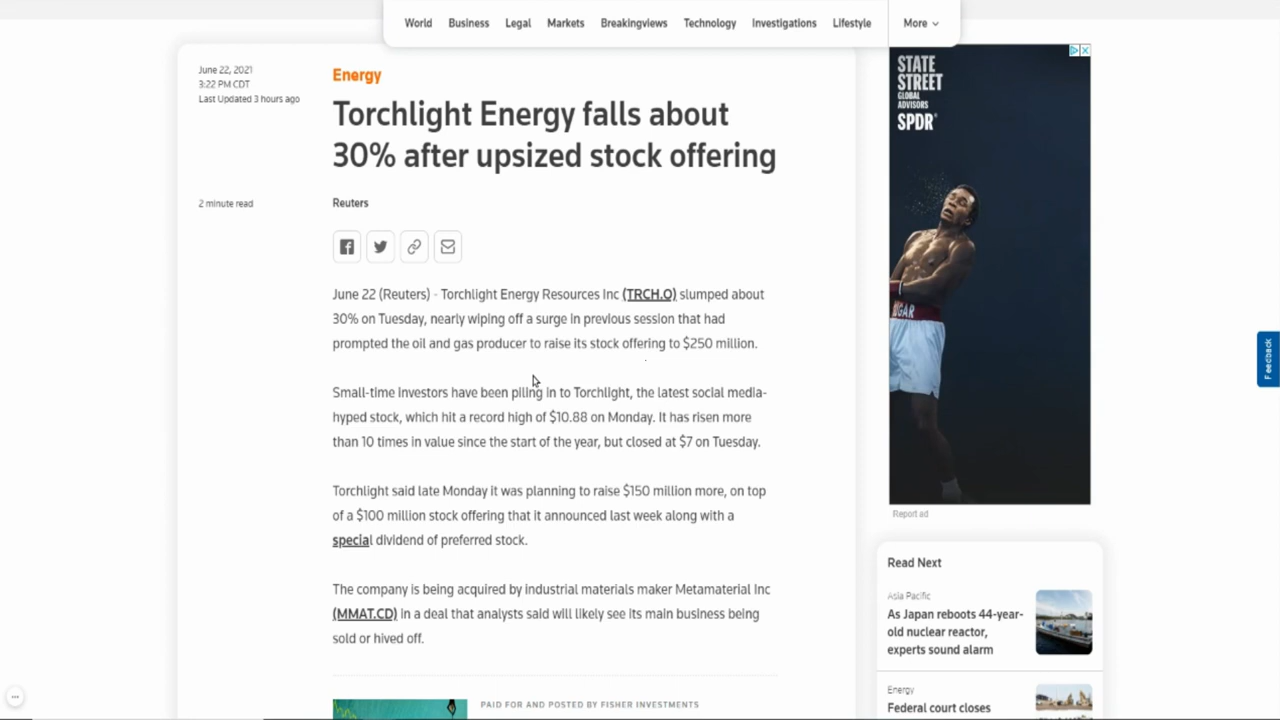 World Business Legal Markets Breakingviews Technology Investigations Lifestyle More
June 22, 2021
3:22 PM CDT
Last Updated 3 hours ago
Energy
Torchlight Energy falls about
30% after upsized stock offering
2 minute read
Reuters
June 22 (Reuters) - Torchlight Energy Resources Inc (TRCH.O) slumped about
30% on Tuesday, nearly wiping off a surge in previous session that had
prompted the oil and gas producer to raise its stock offering to $250 million.
Small-time investors have been piling in to Torchlight, the latest social media-
hyped stock, which hit a record high of $10.88 on Monday. It has risen more
than 10 times in value since the start of the year, but closed at $7 on Tuesday.
Torchlight said late Monday it was planning to raise $150 million more, on top
of a $100 million stock offering that it announced last week along with a
special dividend of preferred stock.
The company is being acquired by industrial materials maker Metamaterial Inc
(MMAT.CD) in a deal that analysts said will likely see its main business being
sold or hived off.
PAID FOR AND POSTED BY FISHER INVESTMENTS
STATE
STREET
GLOBAL
ADVISORS
SPDR®
Report ad
Read Next
Asia Pacific
As Japan reboots 44-year-
old nuclear reactor,
experts sound alarm
Energy
Federal court closes
Feedback